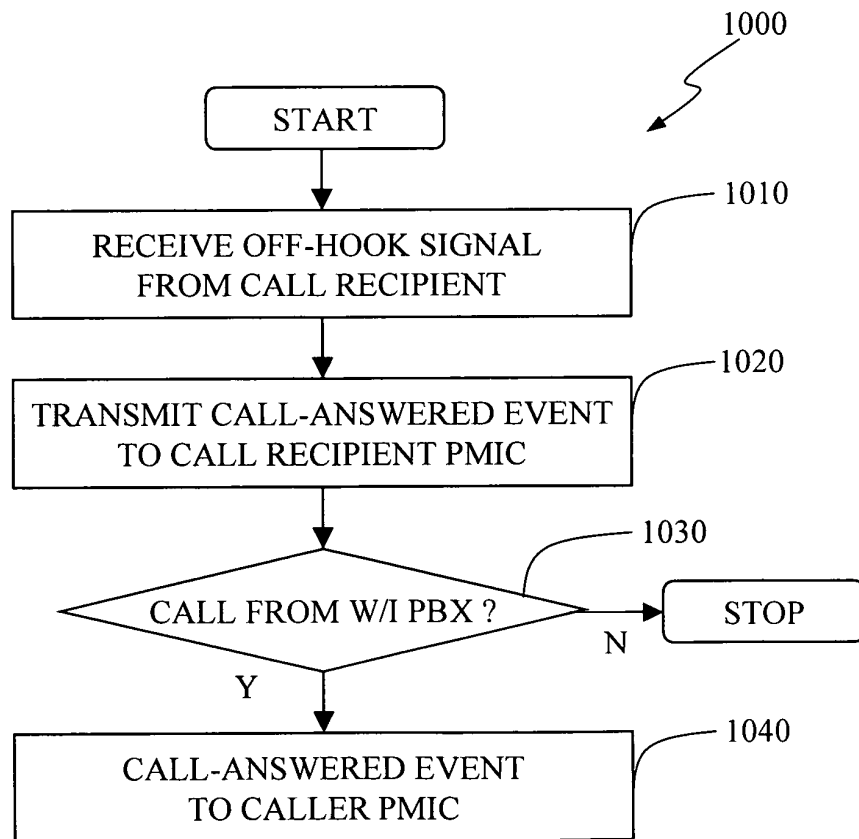 1000
START
1010
RECEIVE OFF-HOOK SIGNAL
FROM CALL RECIPIENT
1020
TRANSMIT CALL-ANSWERED EVENT
TO CALL RECIPIENT PMIC
1030
CALL FROM W/I PBX ?
STOP
N
Y
1040
CALL-ANSWERED EVENT
TO CALLER PMIC